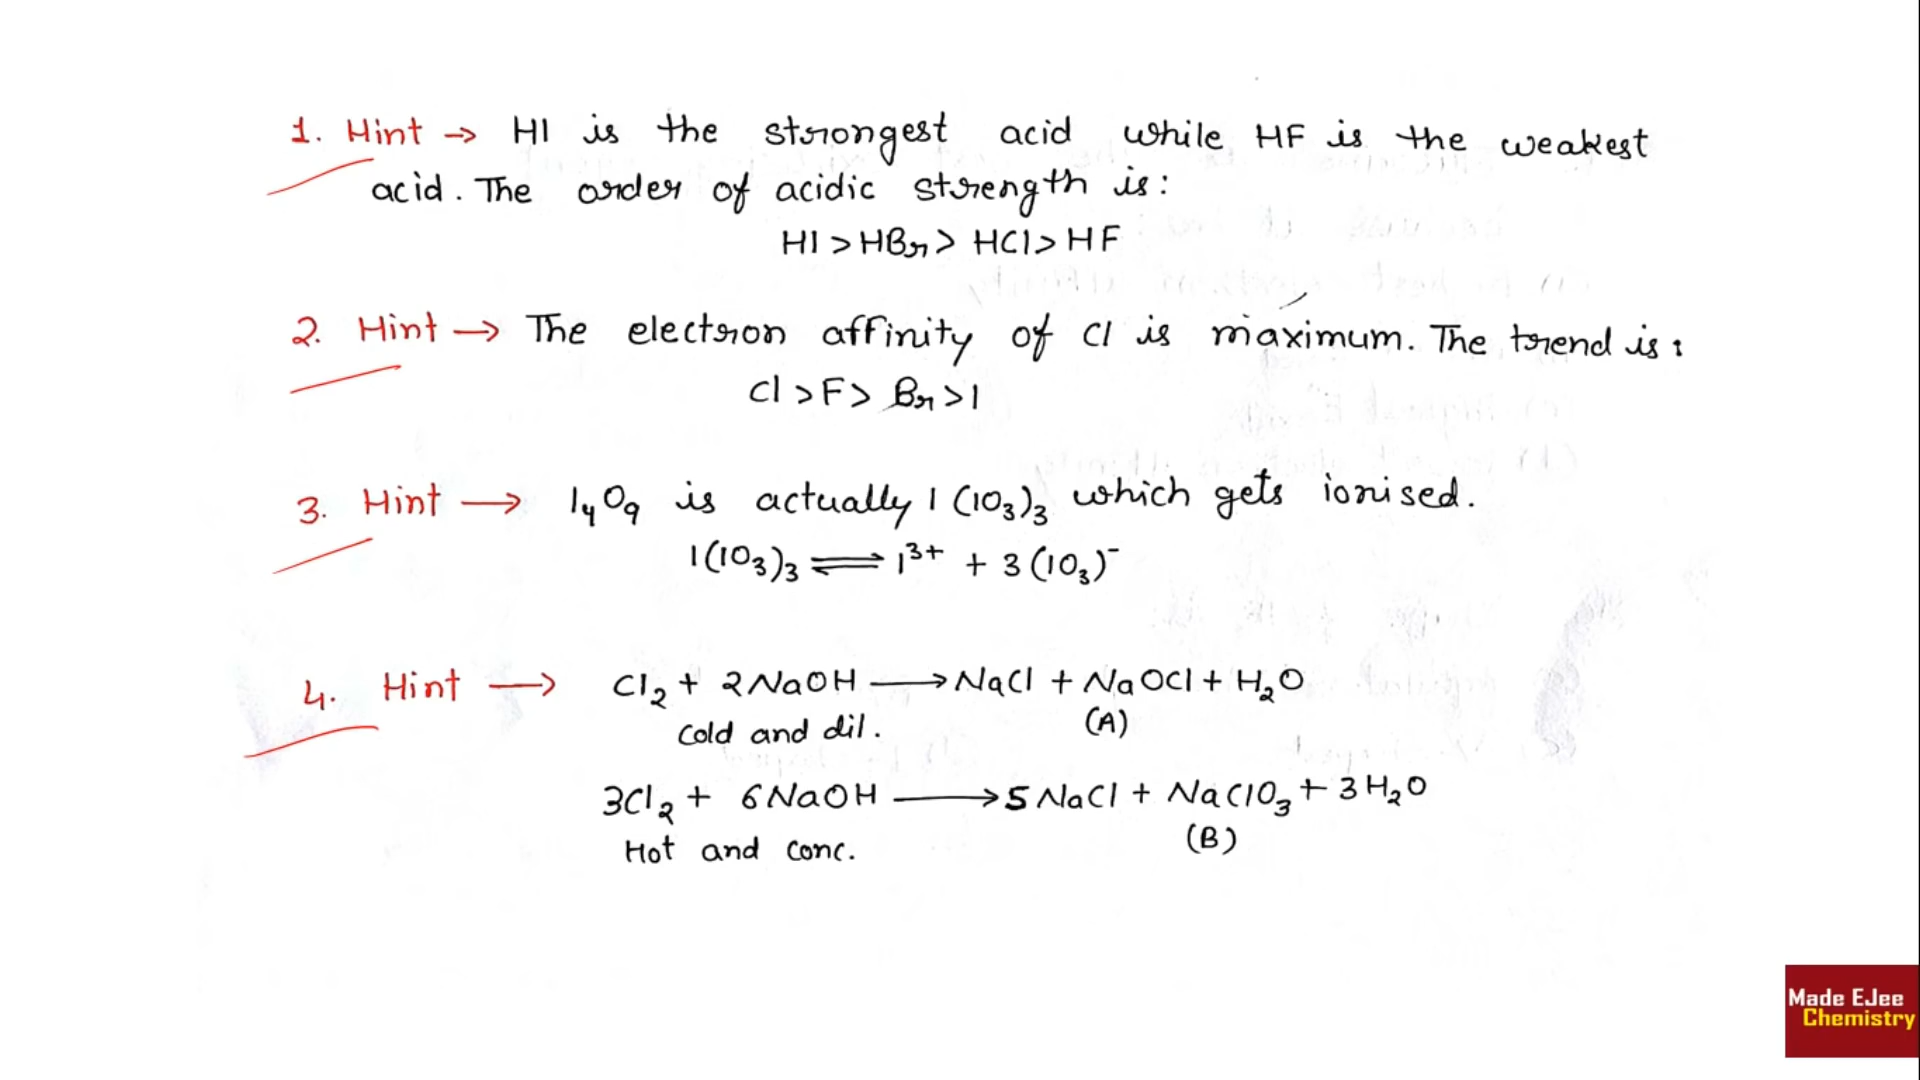 1. Hint → HI is the strongest acid while HF is the weakest
acid. The order of acidic strength is:
HI > HBr > HCl > HF
2. Hint → The electron affinity of Cl is maximum. The trend is:
Cl > F > Br > I
3. Hint → I₄O₉ is actually I(IO₃)₃ which gets ionised.
I(IO₃)₃ ⇌ I³⁺ + 3(IO₃)⁻
4. Hint → Cl₂ + 2NaOH → NaCl + NaOCl + H₂O
Cold and dil. (A)
3Cl₂ + 6NaOH → 5NaCl + NaClO₃ + 3H₂O
Hot and conc. (B)
Made EJee
Chemistry